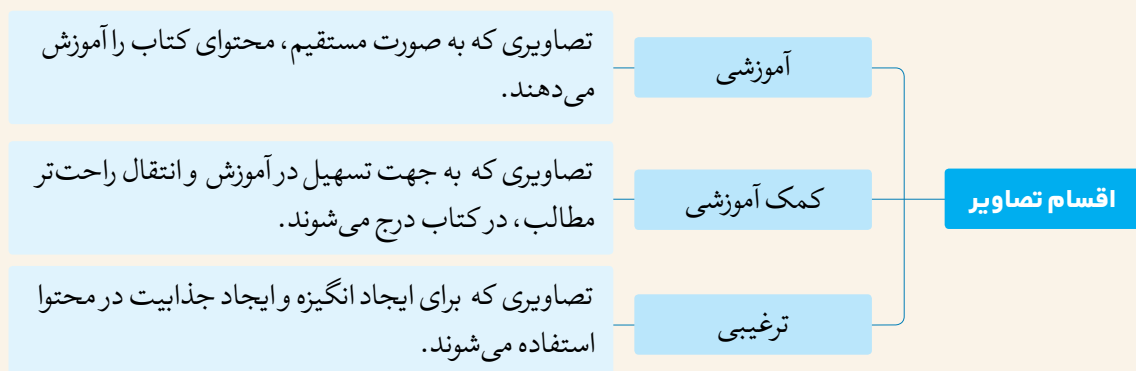 اقسام تصاویر
آموزشی
تصاویری که به صورت مستقیم، محتوای کتاب را آموزش
می‌دهند.
کمک آموزشی
تصاویری که به جهت تسهیل در آموزش و انتقال راحت‌تر
مطالب، در کتاب درج می‌شوند.
ترغیبی
تصاویری که برای ایجاد انگیزه و ایجاد جذابیت در محتوا
استفاده می‌شوند.